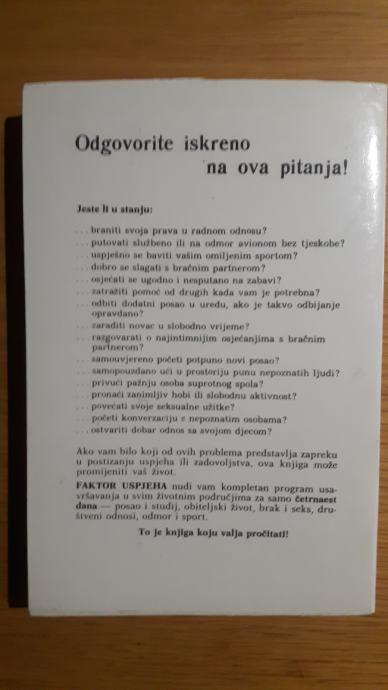 Odgovorite iskreno
na ova pitanja!
Jeste li u stanju:
... braniti svoja prava u radnom odnosu?
... putovati službeno ili na odmor avionom bez tjeskobe?
... uspješno se baviti vašim omiljenim sportom?
... dobro se slagati s bračnim partnerom?
... osjećati se ugodno i nesputano na zabavi?
... zatražiti pomoć od drugih kada vam je potrebna?
... odbiti dodatni posao u uredu, ako je takvo odbijanje
opravdano?
... zaraditi novac u slobodno vrijeme?
... razgovarati o najintimnijim osjećanjima s bračnim
partnerom?
... samouvjereno početi potpuno novi posao?
... samopouzdano ući u prostoriju punu nepoznatih ljudi?
... privući pažnju osoba suprotnog spola?
... pronaći zanimljiv hobi ili slobodnu aktivnost?
... povećati svoje seksualne užitke?
... početi konverzaciju s nepoznatim osobama?
... ostvariti dobar odnos sa svojom djecom?
Ako vam bilo koji od ovih problema predstavlja zapreku
u postizanju uspjeha ili zadovoljstva, ova knjiga može
promijeniti vaš život.
FAKTOR USPJEHA nudi vam kompletan program usa-
vršavanja u svim životnim područjima za samo četrnaest
dana — posao i studij, obiteljski život, brak i seks, dru-
štveni odnosi, odmor i sport.
To je knjiga koju valja pročitati!